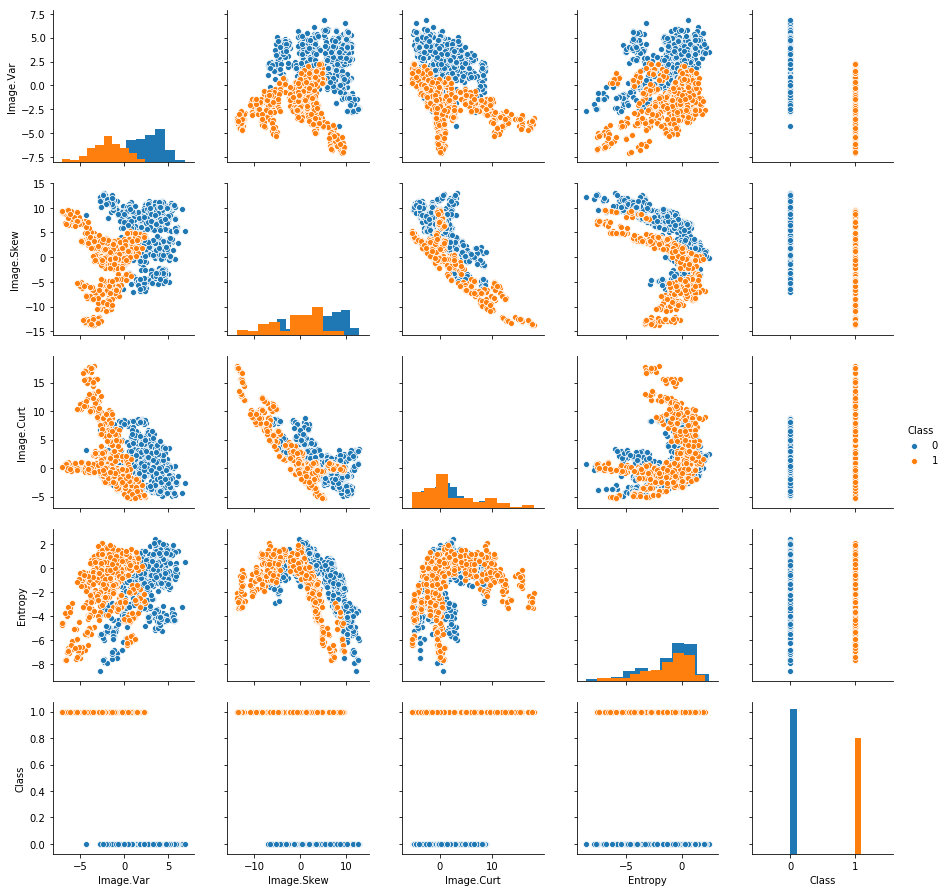 7.5
5.0
2.5
0.0
−2.5
−5.0
−7.5
Image.Var
15
10
5
0
−5
−10
−15
Image.Skew
15
10
5
0
−5
Image.Curt
Class
0
1
2
0
−2
−4
−6
−8
Entropy
1.0
0.8
0.6
0.4
0.2
0.0
Class
−5 0 5
−10 0 10
0 10
−5 0
0 1
Image.Var
Image.Skew
Image.Curt
Entropy
Class